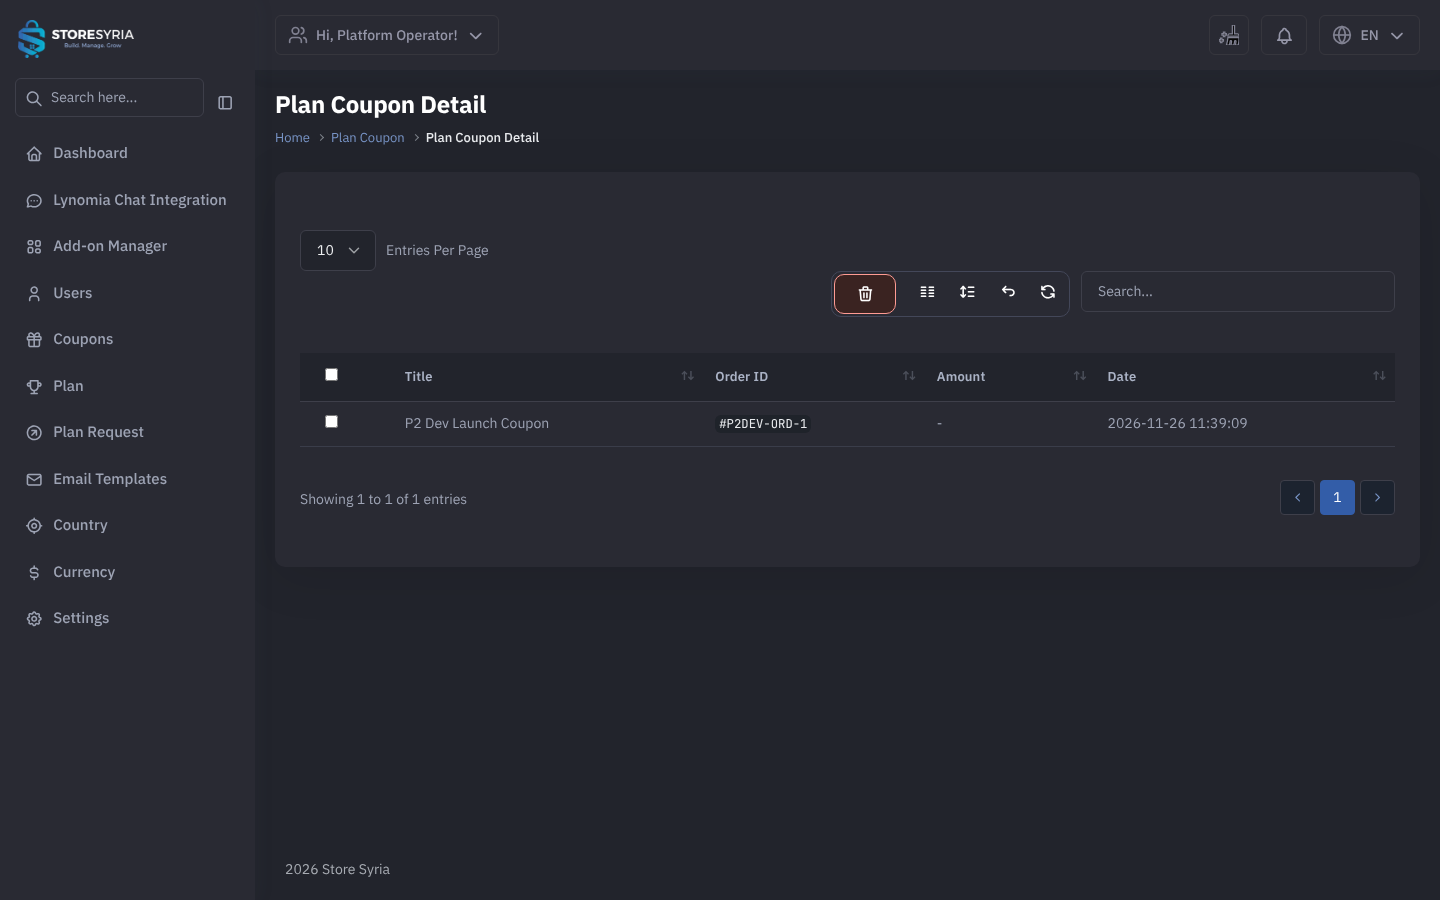 STORESYRIA
Build. Manage. Grow
Hi, Platform Operator!
EN
Search here...
Dashboard
Lynomia Chat Integration
Add-on Manager
Users
Coupons
Plan
Plan Request
Email Templates
Country
Currency
Settings
Plan Coupon Detail
Home > Plan Coupon > Plan Coupon Detail
10 Entries Per Page
Search...
Title Order ID Amount Date
P2 Dev Launch Coupon #P2DEV-ORD-1 - 2026-11-26 11:39:09
Showing 1 to 1 of 1 entries
‹ 1 ›
2026 Store Syria